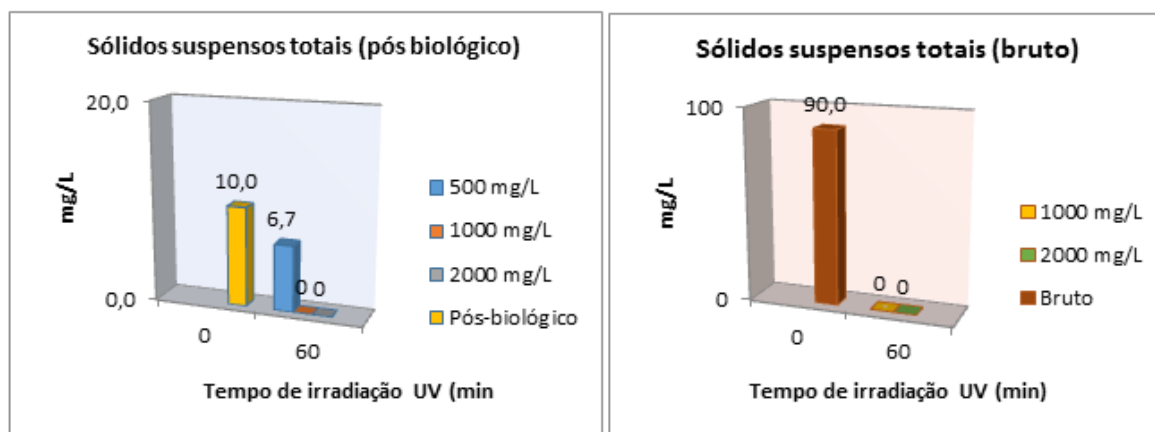 Sólidos suspensos totais (pós biológico)
20,0
10,0
6,7
0 0
0,0
mg/L
0
60
Tempo de irradiação UV (min
500 mg/L
1000 mg/L
2000 mg/L
Pós-biológico
Sólidos suspensos totais (bruto)
100
90,0
0 0
0
mg/L
0
60
Tempo de irradiação UV (min)
1000 mg/L
2000 mg/L
Bruto